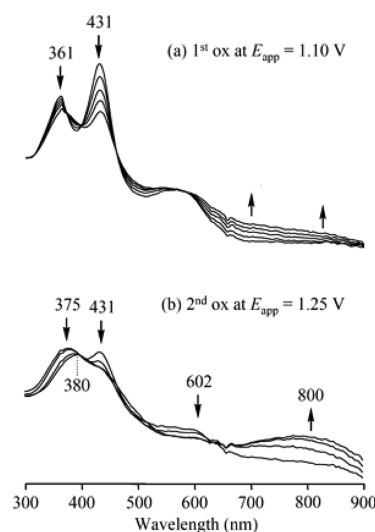 431
361
(a) 1st ox at Eapp = 1.10 V
375 431
(b) 2nd ox at Eapp = 1.25 V
380
602
800
300 400 500 600 700 800 900
Wavelength (nm)